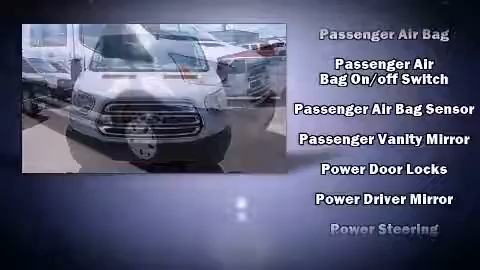 Passenger Air Bag
Passenger Air
Bag On/off Switch
Passenger Air Bag Sensor
Passenger Vanity Mirror
Power Door Locks
Power Driver Mirror
Power Steering